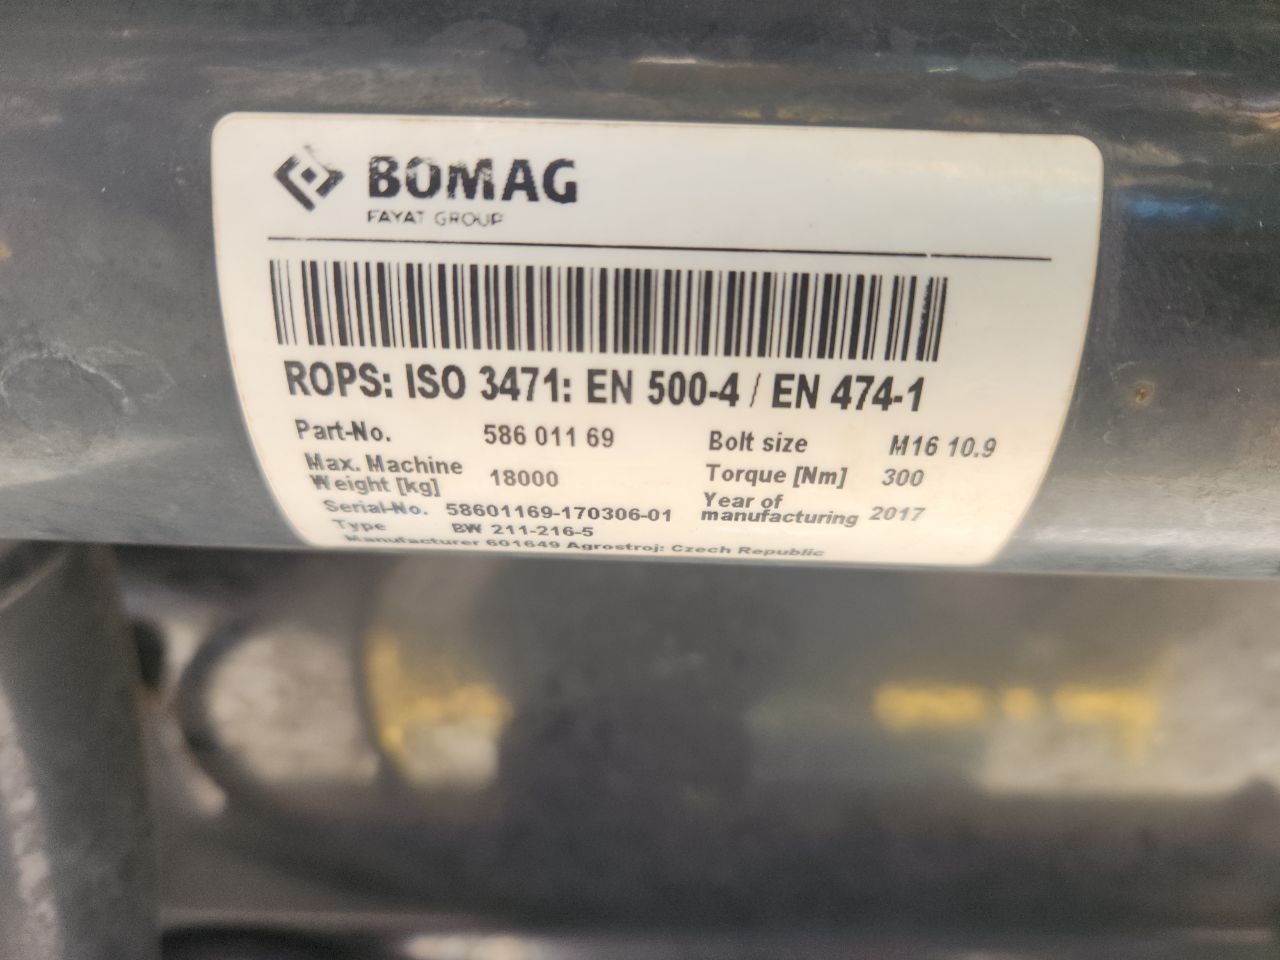 BOMAG
FAYAT GROUP
ROPS: ISO 3471: EN 500-4 / EN 474-1
Part-No. 586 011 69 Bolt size M16 10.9
Max. Machine
Weight [kg] 18000 Torque [Nm] 300
Serial-No. 58601169-170306-01 Year of
manufacturing 2017
Type BW 211-216-5
Manufacturer 601649 Agrostroj: Czech Republic